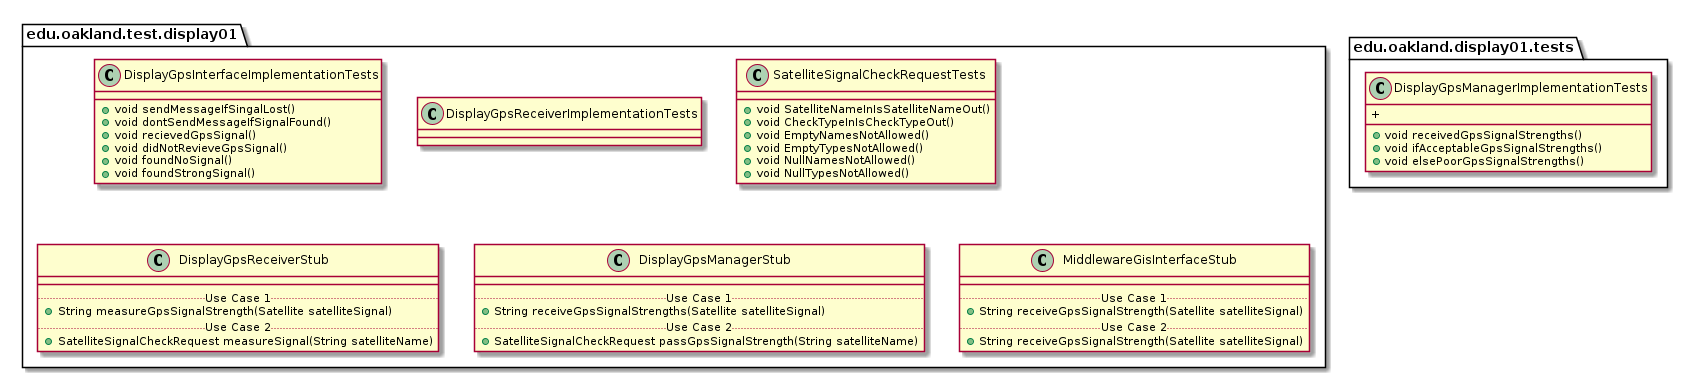 edu.oakland.test.display01
C DisplayGpsInterfaceImplementationTests
void sendMessageIfSingalLost()
void dontSendMessageIfSignalFound()
void recievedGpsSignal()
void didNotRevieveGpsSignal()
void foundNoSignal()
void foundStrongSignal()
C DisplayGpsReceiverImplementationTests
C SatelliteSignalCheckRequestTests
void SatelliteNameInIsSatelliteNameOut()
void CheckTypeInIsCheckTypeOut()
void EmptyNamesNotAllowed()
void EmptyTypesNotAllowed()
void NullNamesNotAllowed()
void NullTypesNotAllowed()
C DisplayGpsReceiverStub
Use Case 1
String measureGpsSignalStrength(Satellite satelliteSignal)
Use Case 2
SatelliteSignalCheckRequest measureSignal(String satelliteName)
C DisplayGpsManagerStub
Use Case 1
String receiveGpsSignalStrengths(Satellite satelliteSignal)
Use Case 2
SatelliteSignalCheckRequest passGpsSignalStrength(String satelliteName)
C MiddlewareGisInterfaceStub
Use Case 1
String receiveGpsSignalStrength(Satellite satelliteSignal)
Use Case 2
String receiveGpsSignalStrength(Satellite satelliteSignal)
edu.oakland.display01.tests
C DisplayGpsManagerImplementationTests
+
void receivedGpsSignalStrengths()
void ifAcceptableGpsSignalStrengths()
void elsePoorGpsSignalStrengths()